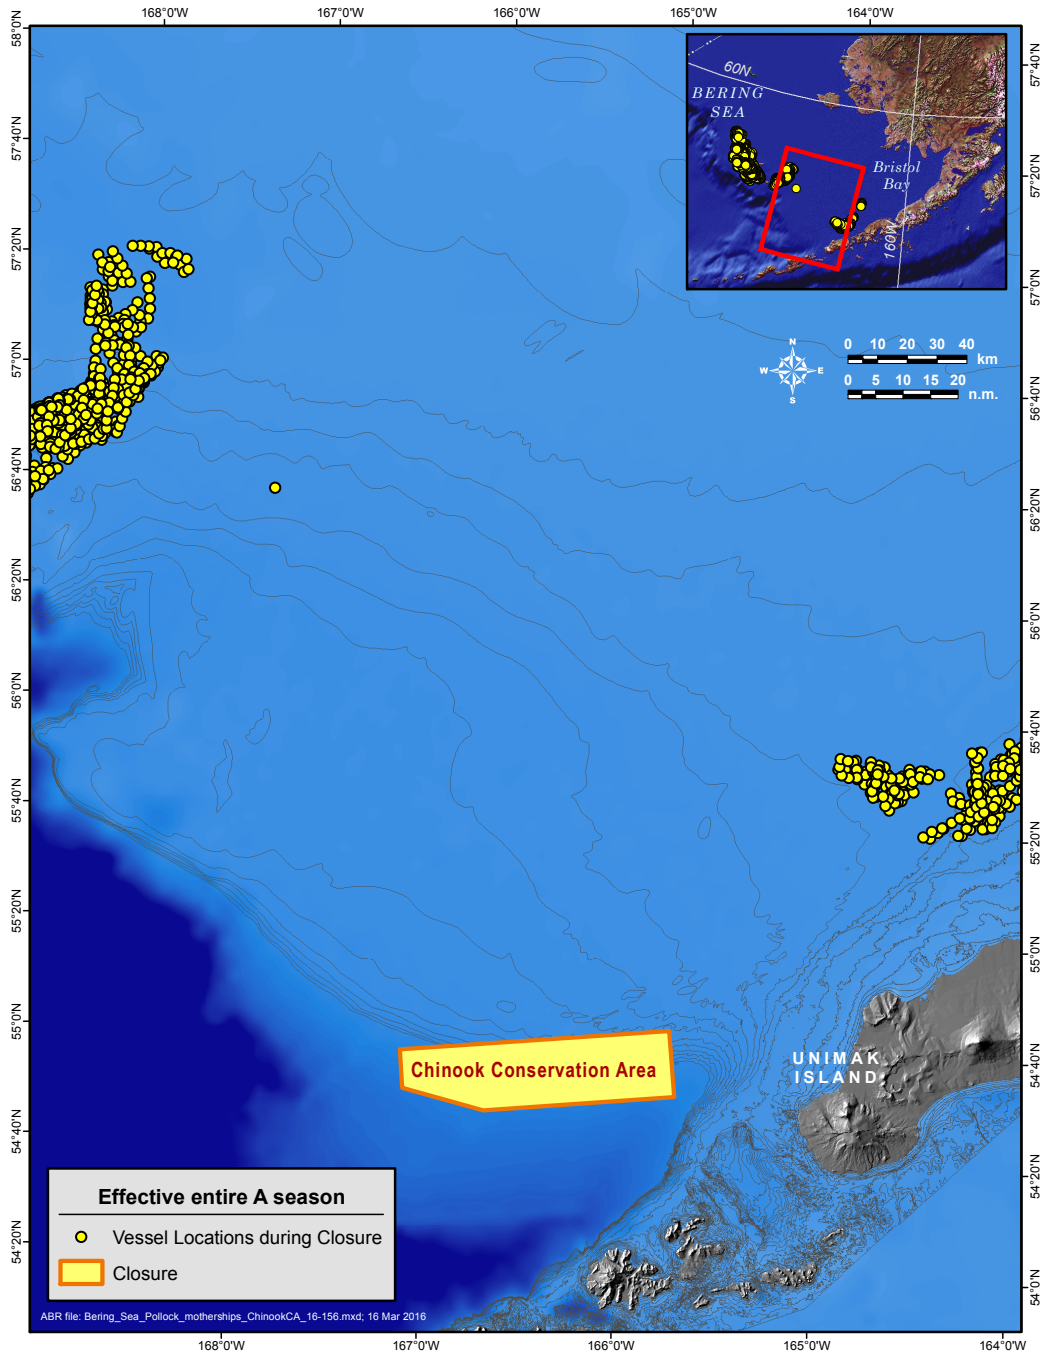 168°0'W 167°0'W 166°0'W 165°0'W 164°0'W
58°0'N
57°40'N
57°20'N
57°0'N
56°40'N
56°20'N
56°0'N
55°40'N
55°20'N
55°0'N
54°40'N
54°20'N
57°40'N
57°20'N
57°0'N
56°40'N
56°20'N
56°0'N
55°40'N
55°20'N
55°0'N
54°40'N
54°20'N
54°0'N
60N
BERING
SEA
Bristol
Bay
160W
N
W E
S
0 10 20 30 40
km
0 5 10 15 20
n.m.
UNIMAK
ISLAND
Chinook Conservation Area
Effective entire A season
Vessel Locations during Closure
Closure
ABR file: Bering_Sea_Pollock_motherships_ChinookCA_16-156.mxd; 16 Mar 2016
168°0'W 167°0'W 166°0'W 165°0'W 164°0'W